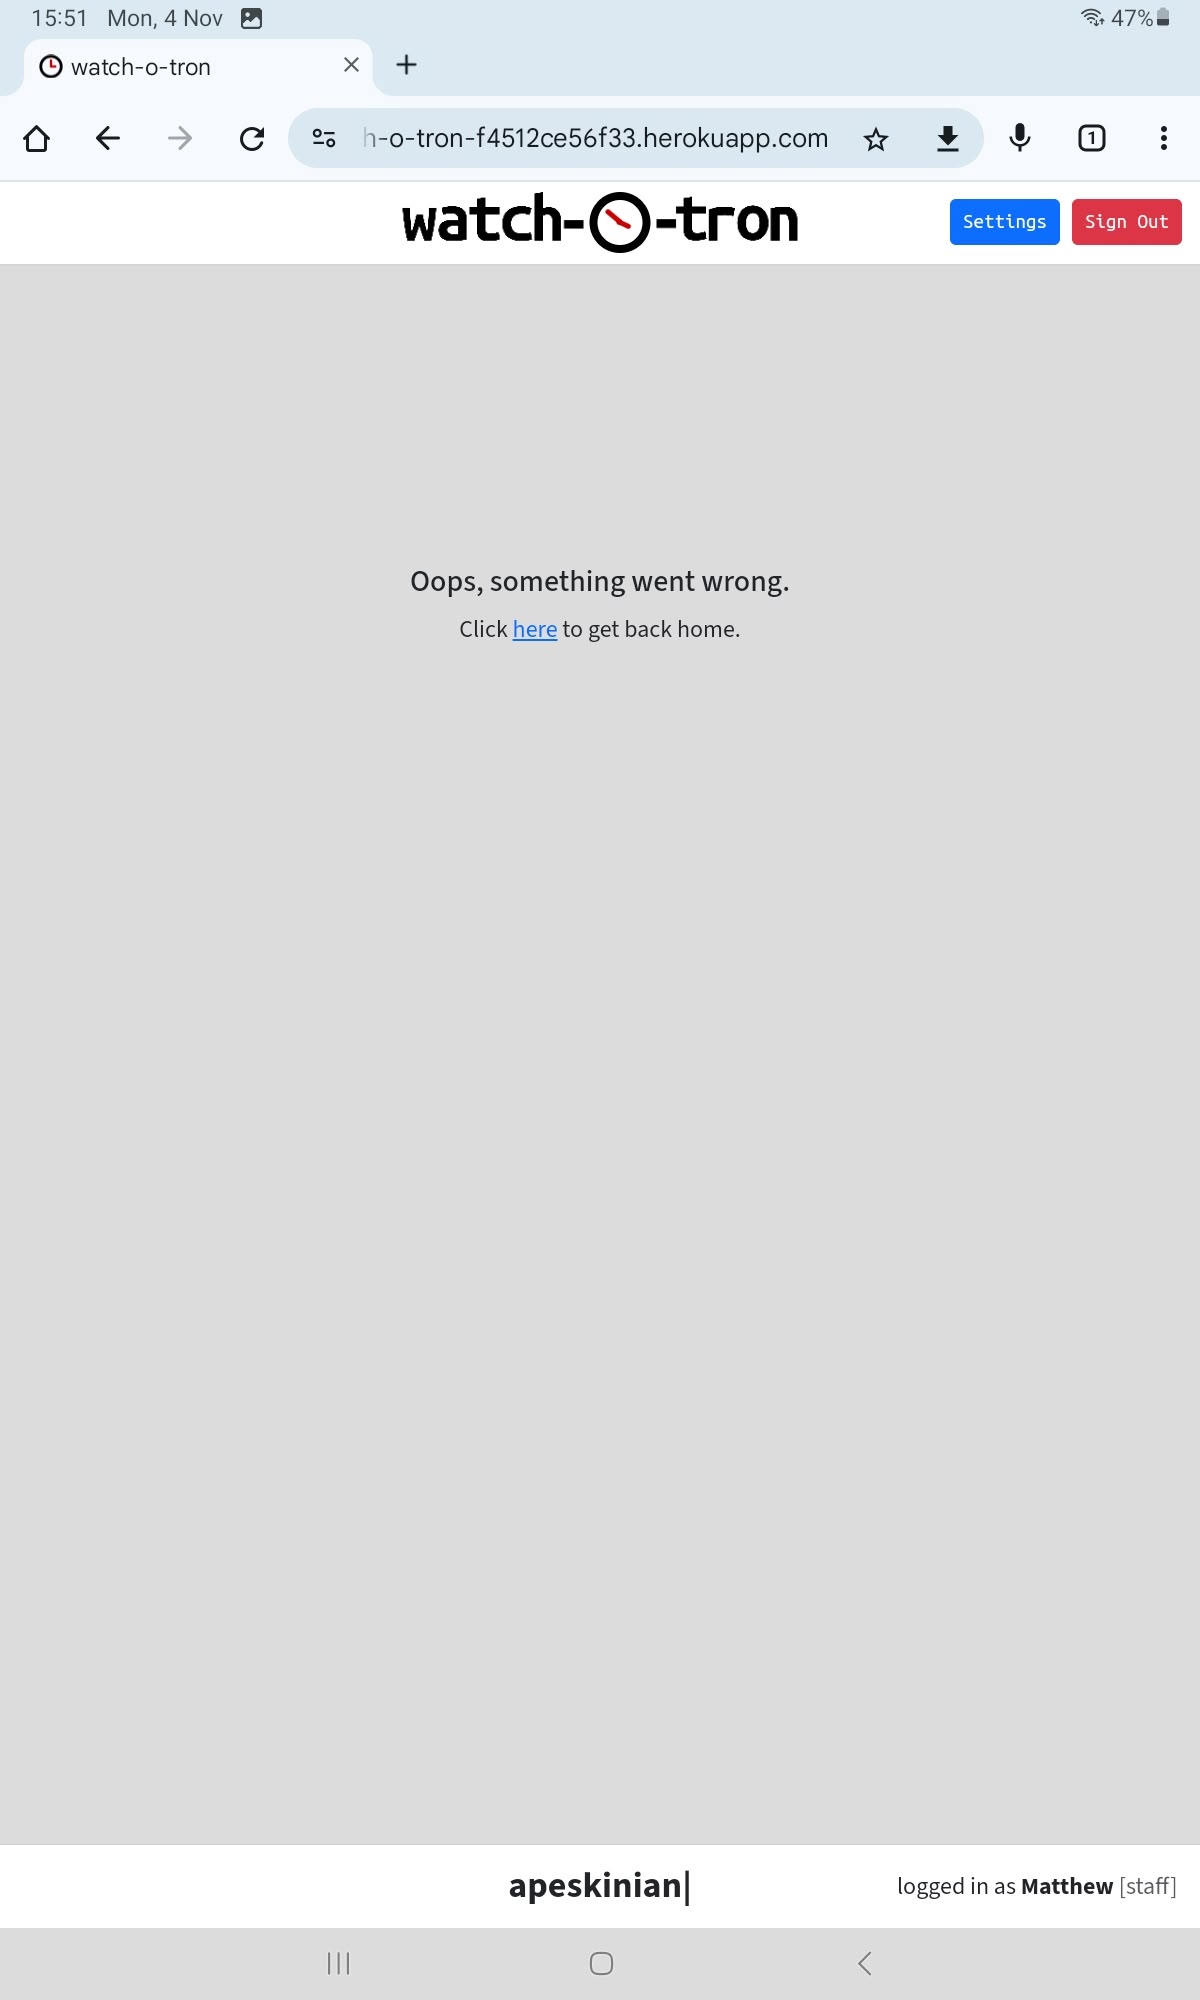 15:51 Mon, 4 Nov 47%
watch-o-tron
h-o-tron-f4512ce56f33.herokuapp.com 1
watch-O-tron Settings Sign Out
Oops, something went wrong.
Click here to get back home.
apeskinian| logged in as Matthew [staff]